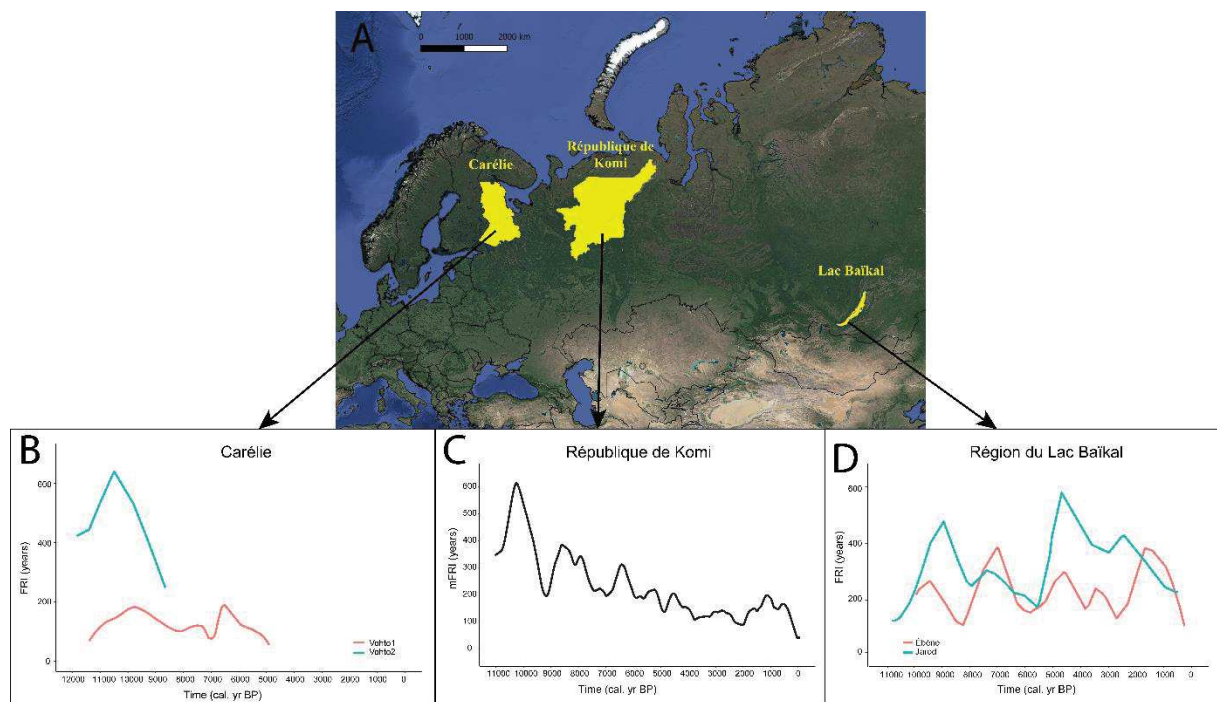 A
0 1000 2000 km
Carélie
République de
Komi
Lac Baïkal
B
Carélie
FRI (years)
600
400
200
0
12000 11000 10000 9000 8000 7000 6000 5000 4000 3000 2000 1000 0
Time (cal. yr BP)
C
République de Komi
mFRI (years)
600
500
400
300
200
100
0
11000 10000 9000 8000 7000 6000 5000 4000 3000 2000 1000 0
Time (cal. yr BP)
D
Région du Lac Baïkal
FRI (years)
600
400
200
0
Ébène
Jarod
11000 10000 9000 8000 7000 6000 5000 4000 3000 2000 1000 0
Time (cal. yr BP)